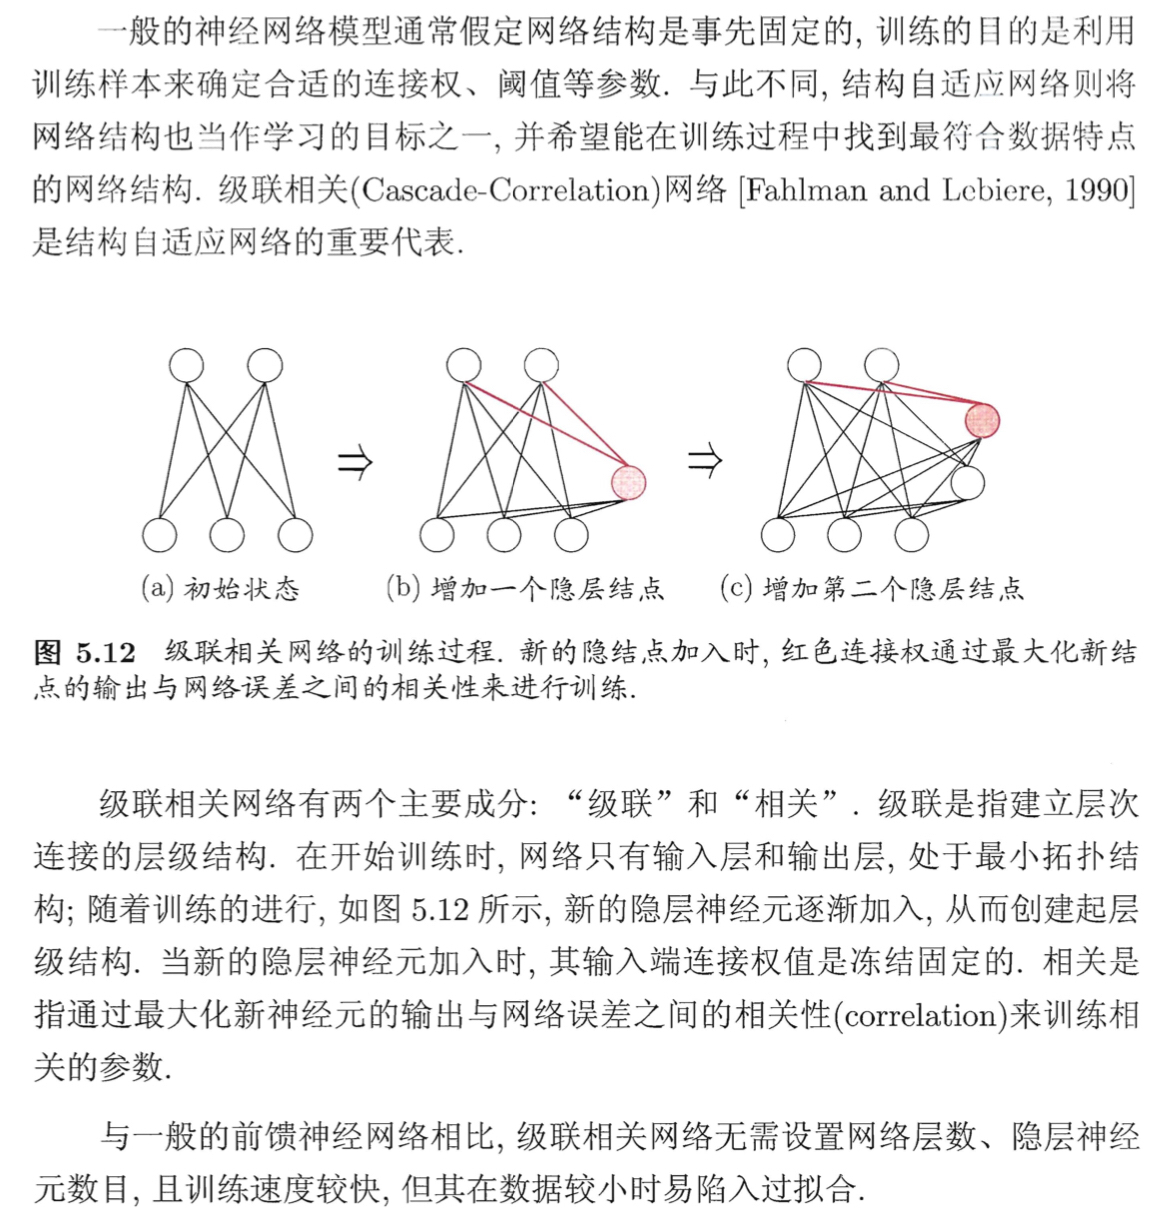 一般的神经网络模型通常假定网络结构是事先固定的, 训练的目的是利用
训练样本来确定合适的连接权、阈值等参数. 与此不同, 结构自适应网络则将
网络结构也当作学习的目标之一, 并希望能在训练过程中找到最符合数据特点
的网络结构. 级联相关(Cascade-Correlation)网络 [Fahlman and Lebiere, 1990]
是结构自适应网络的重要代表.
⇒ ⇒
(a) 初始状态 (b) 增加一个隐层结点 (c) 增加第二个隐层结点
图 5.12 级联相关网络的训练过程. 新的隐结点加入时, 红色连接权通过最大化新结
点的输出与网络误差之间的相关性来进行训练.
级联相关网络有两个主要成分: “级联”和“相关”. 级联是指建立层次
连接的层级结构. 在开始训练时, 网络只有输入层和输出层, 处于最小拓扑结
构; 随着训练的进行, 如图 5.12 所示, 新的隐层神经元逐渐加入, 从而创建起层
级结构. 当新的隐层神经元加入时, 其输入端连接权值是冻结固定的. 相关是
指通过最大化新神经元的输出与网络误差之间的相关性(correlation)来训练相
关的参数.
与一般的前馈神经网络相比, 级联相关网络无需设置网络层数、隐层神经
元数目, 且训练速度较快, 但其在数据较小时易陷入过拟合.